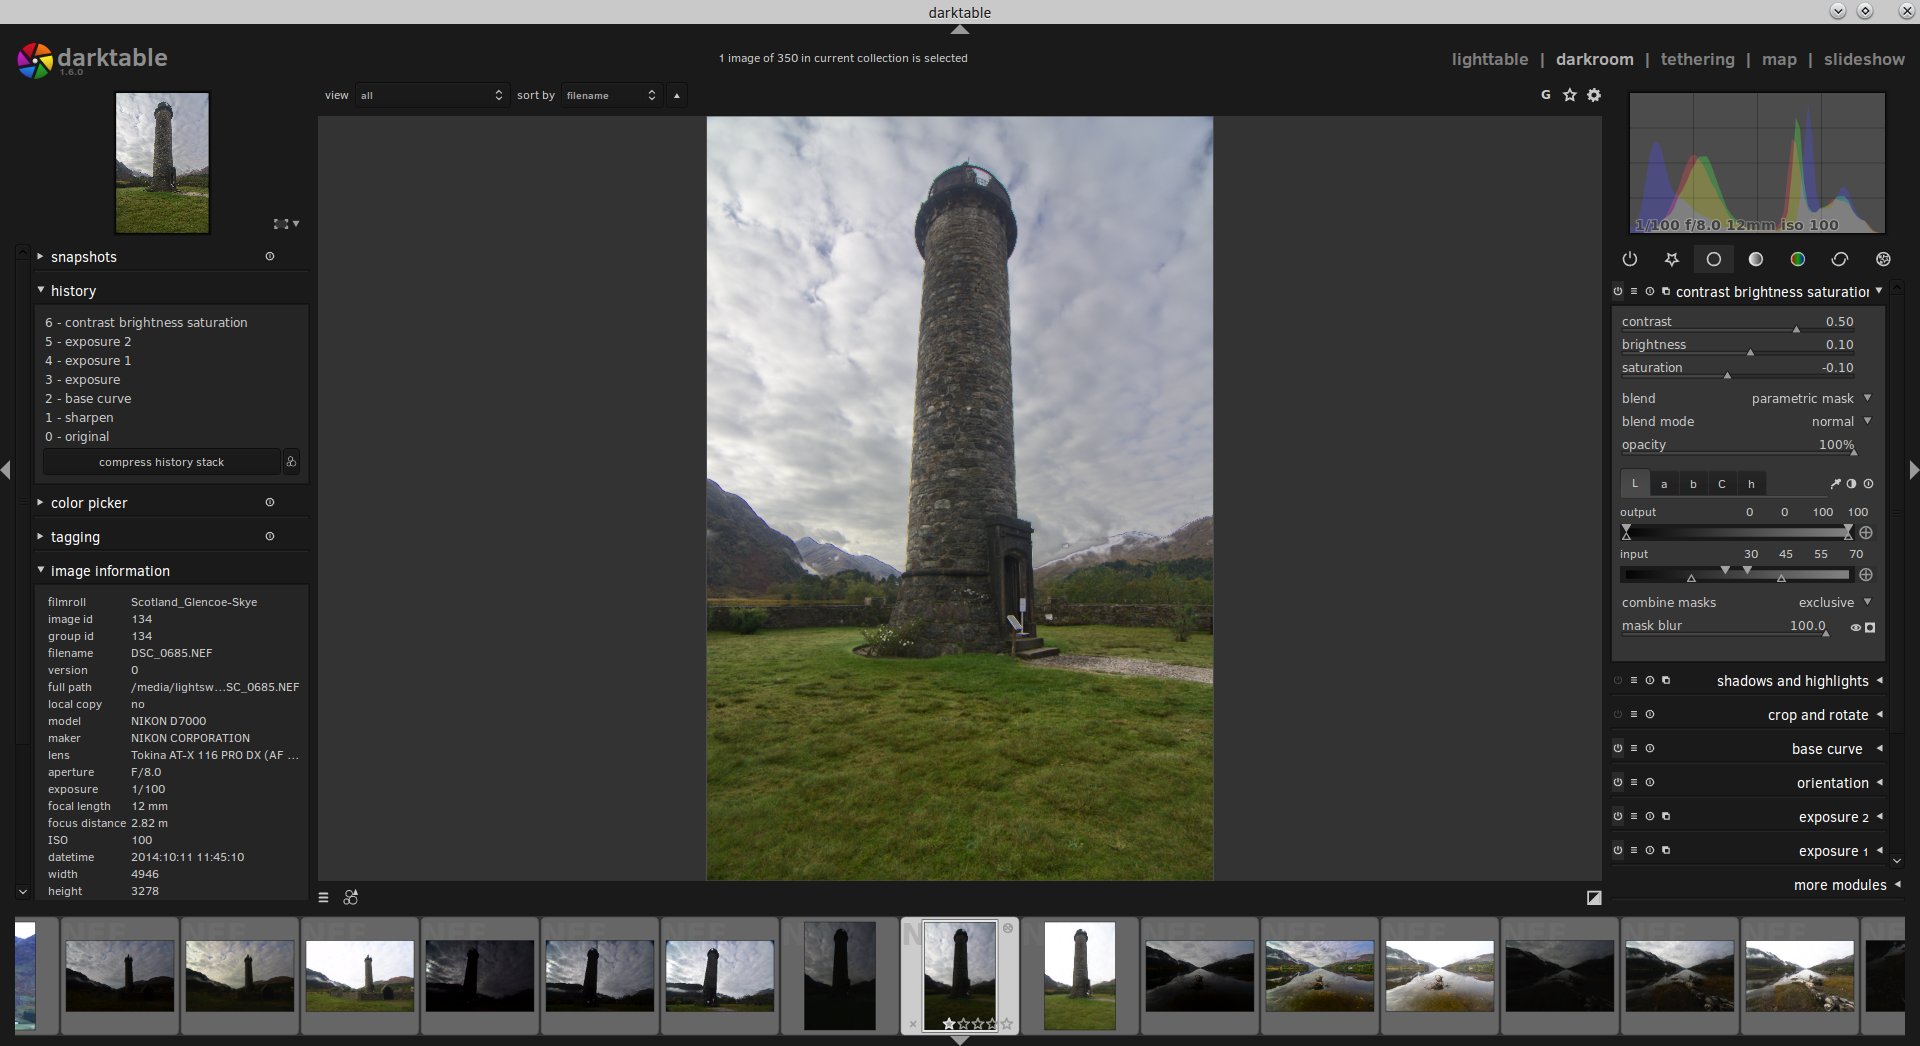 darktable
darktable
1.6.0
1 image of 350 in current collection is selected
lighttable | darkroom | tethering | map | slideshow
view all sort by filename
G
1/100 f/8.0 12mm iso 100
snapshots
history
6 - contrast brightness saturation
5 - exposure 2
4 - exposure 1
3 - exposure
2 - base curve
1 - sharpen
0 - original
compress history stack
color picker
tagging
image information
filmroll Scotland_Glencoe-Skye
image id 134
group id 134
filename DSC_0685.NEF
version 0
full path /media/lightsw...SC_0685.NEF
local copy no
model NIKON D7000
maker NIKON CORPORATION
lens Tokina AT-X 116 PRO DX (AF ...
aperture F/8.0
exposure 1/100
focal length 12 mm
focus distance 2.82 m
ISO 100
datetime 2014:10:11 11:45:10
width 4946
height 3278
contrast brightness saturation
contrast 0.50
brightness 0.10
saturation -0.10
blend parametric mask
blend mode normal
opacity 100%
L a b C h
output 0 0 100 100
input 30 45 55 70
combine masks exclusive
mask blur 100.0
shadows and highlights
crop and rotate
base curve
orientation
exposure 2
exposure 1
more modules